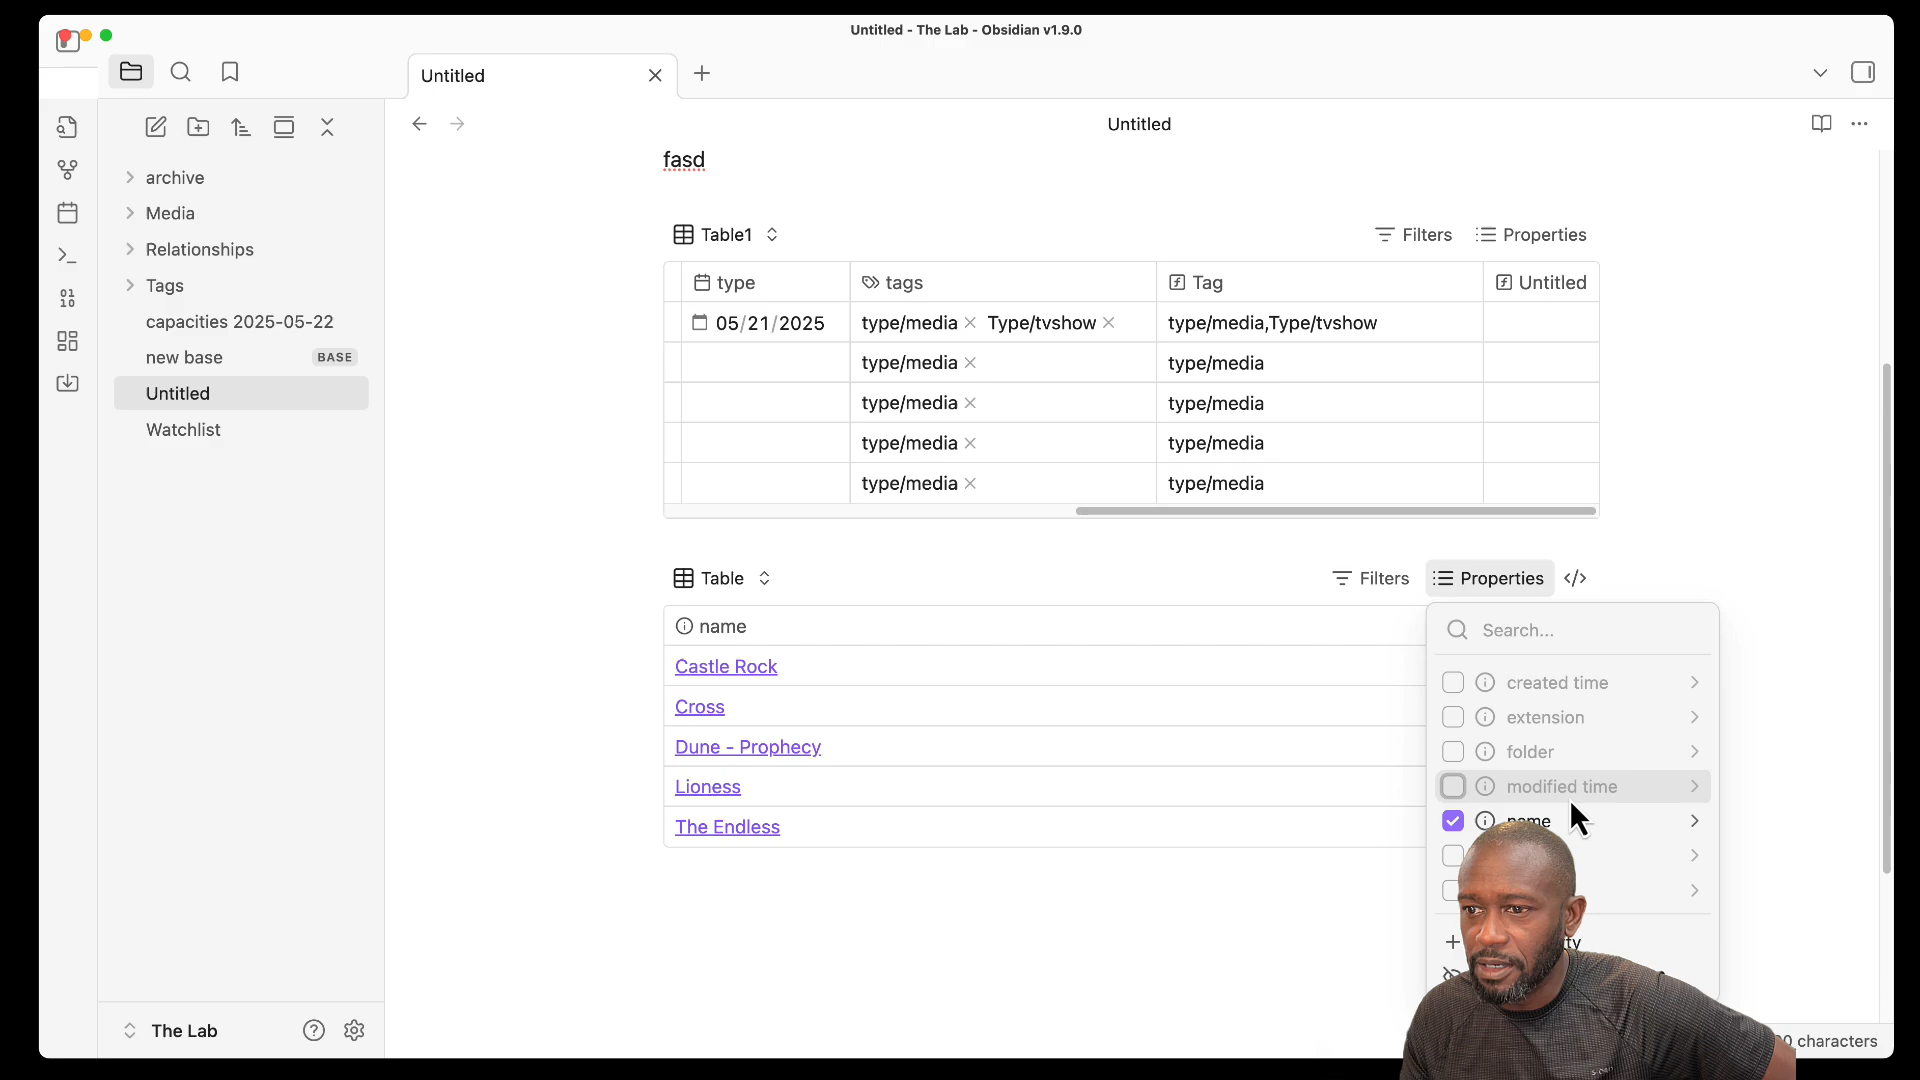 Untitled - The Lab - Obsidian v1.9.0
Untitled
Untitled
archive
Media
Relationships
Tags
capacities 2025-05-22
new base BASE
Untitled
Watchlist
The Lab
fasd
Table1 Filters Properties
type tags Tag Untitled
05/21/2025 type/media Type/tvshow type/media,Type/tvshow
type/media type/media
type/media type/media
type/media type/media
type/media type/media
Table Filters Properties
name
Castle Rock
Cross
Dune - Prophecy
Lioness
The Endless
Search...
created time
extension
folder
modified time
name
characters